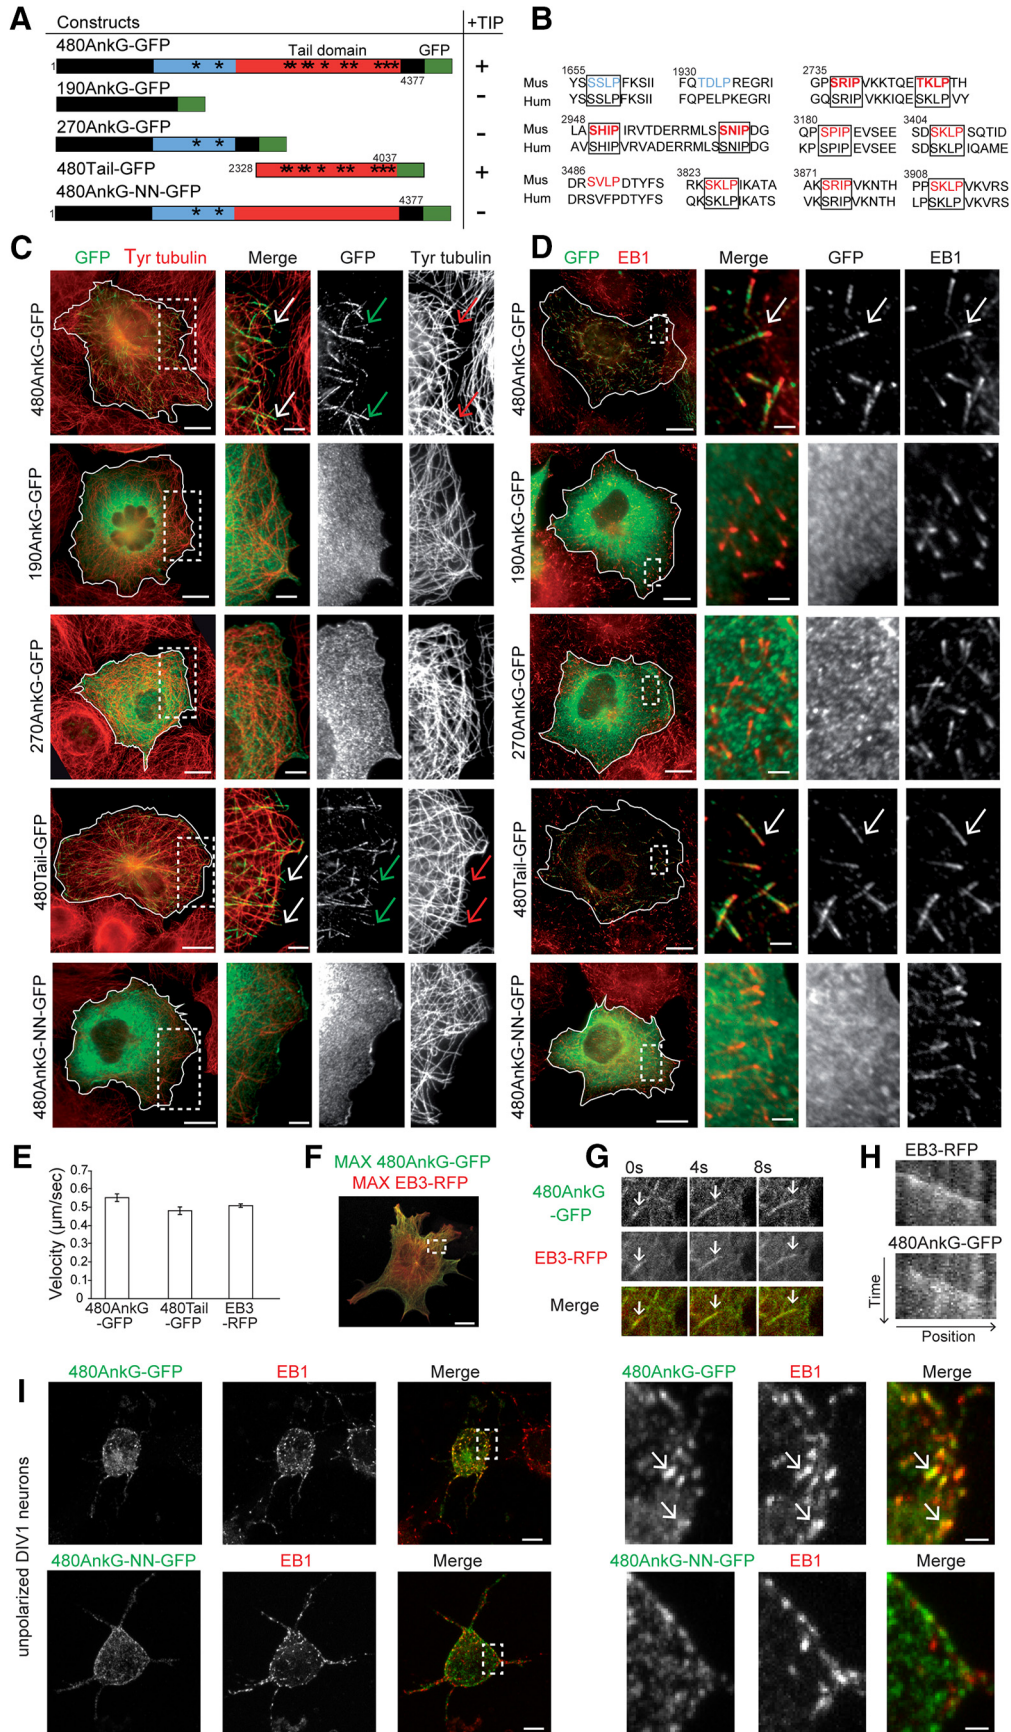 A
Constructs +TIP
480AnkG-GFP
Tail domain GFP
1 ** *** ** * *** +
4377
190AnkG-GFP
-
270AnkG-GFP
* * -
480Tail-GFP 4037
2328 ** ** * ** *** +
480AnkG-NN-GFP
4377
1 * * -
B
1655 1930 2735
Mus YSSSLPFKSII FQTDLPREGRI GPSRIPVKKTQETKLPTH
Hum YSSSLPFKSII FQPELPKEGRI GQSRIPVKKIQESKLPVY
2948 3180 3404
Mus LASHIPIRVTDERRMLSSNIPDG QPSPIPEVSEE SDSKLPSQTID
Hum AVSHIPVRVADERRMLSSNIPDG KPSPIPEVSEE SDSKLPIQAME
3486 3823 3871 3908
Mus DRSVLPDTYFS RKSKLPIKATA AKSRIPVKNTH PPSKLPVKVRS
Hum DRSVFPDTYFS QKSKLPIKATS VKSRIPVKNTH LPSKLPVKVRS
C
GFP Tyr tubulin Merge GFP Tyr tubulin
480AnkG-GFP
190AnkG-GFP
270AnkG-GFP
480Tail-GFP
480AnkG-NN-GFP
D
GFP EB1 Merge GFP EB1
480AnkG-GFP
190AnkG-GFP
270AnkG-GFP
480Tail-GFP
480AnkG-NN-GFP
E
Velocity (µm/sec)
0.7
0.6
0.5
0.4
0.3
0.2
0.1
0
480AnkG 480Tail EB3
-GFP -GFP -RFP
F
MAX 480AnkG-GFP
MAX EB3-RFP
G
0s 4s 8s
480AnkG
-GFP
EB3-RFP
Merge
H
EB3-RFP
480AnkG-GFP
Time
Position
I
unpolarized DIV1 neurons
480AnkG-GFP EB1 Merge 480AnkG-GFP EB1 Merge
480AnkG-NN-GFP EB1 Merge 480AnkG-NN-GFP EB1 Merge